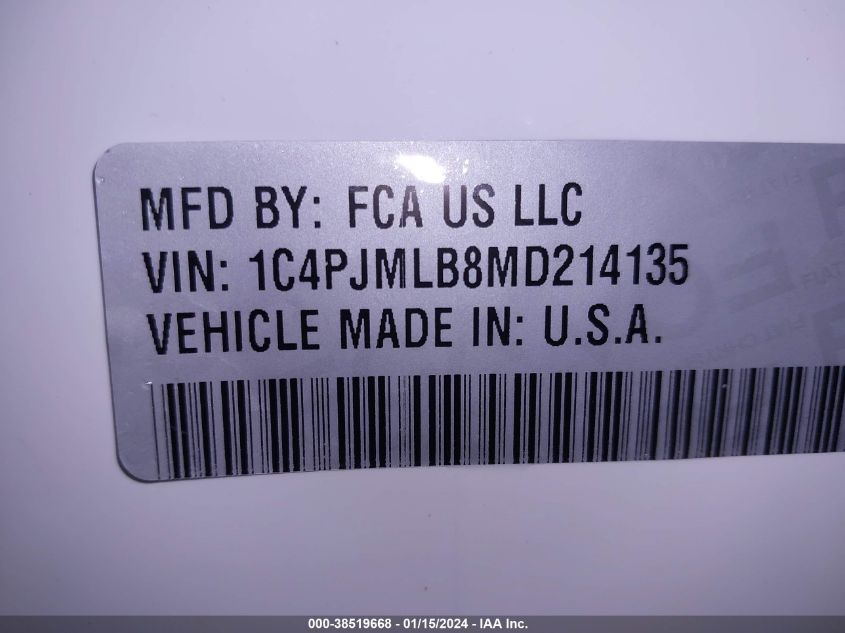 MFD BY: FCA US LLC
VIN: 1C4PJMLB8MD214135
VEHICLE MADE IN: U.S.A.
000-38519668 - 01/15/2024 - IAA Inc.